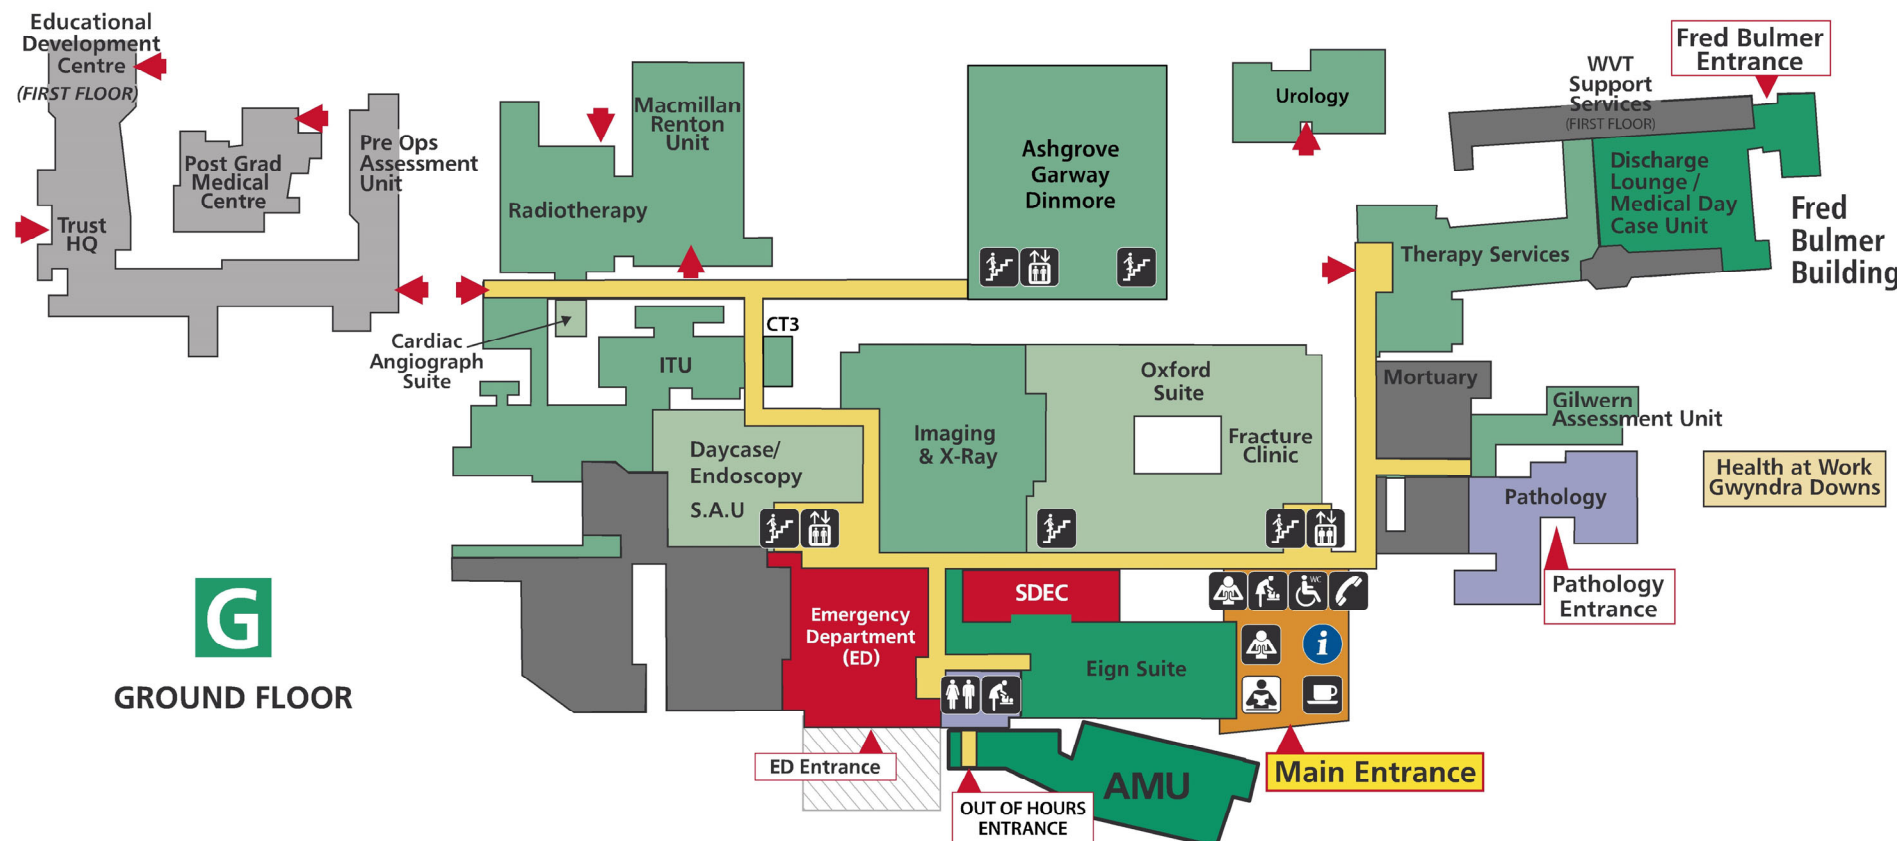 Educational
Development
Centre
(FIRST FLOOR)
Trust
HQ
Post Grad
Medical
Centre
Pre Ops
Assessment
Unit
Macmillan
Renton
Unit
Radiotherapy
Cardiac
Angiograph
Suite
ITU
CT3
Ashgrove
Garway
Dinmore
Urology
WVT
Support
Services
(FIRST FLOOR)
Fred Bulmer
Entrance
Discharge
Lounge /
Medical Day
Case Unit
Fred
Bulmer
Building
Therapy Services
Mortuary
Gilwern
Assessment Unit
Health at Work
Gwyndra Downs
Pathology
Pathology
Entrance
Daycase/
Endoscopy
S.A.U
Imaging
& X-Ray
Oxford
Suite
Fracture
Clinic
G
GROUND FLOOR
Emergency
Department
(ED)
SDEC
Eign Suite
WC
i
ED Entrance
OUT OF HOURS
ENTRANCE
AMU
Main Entrance